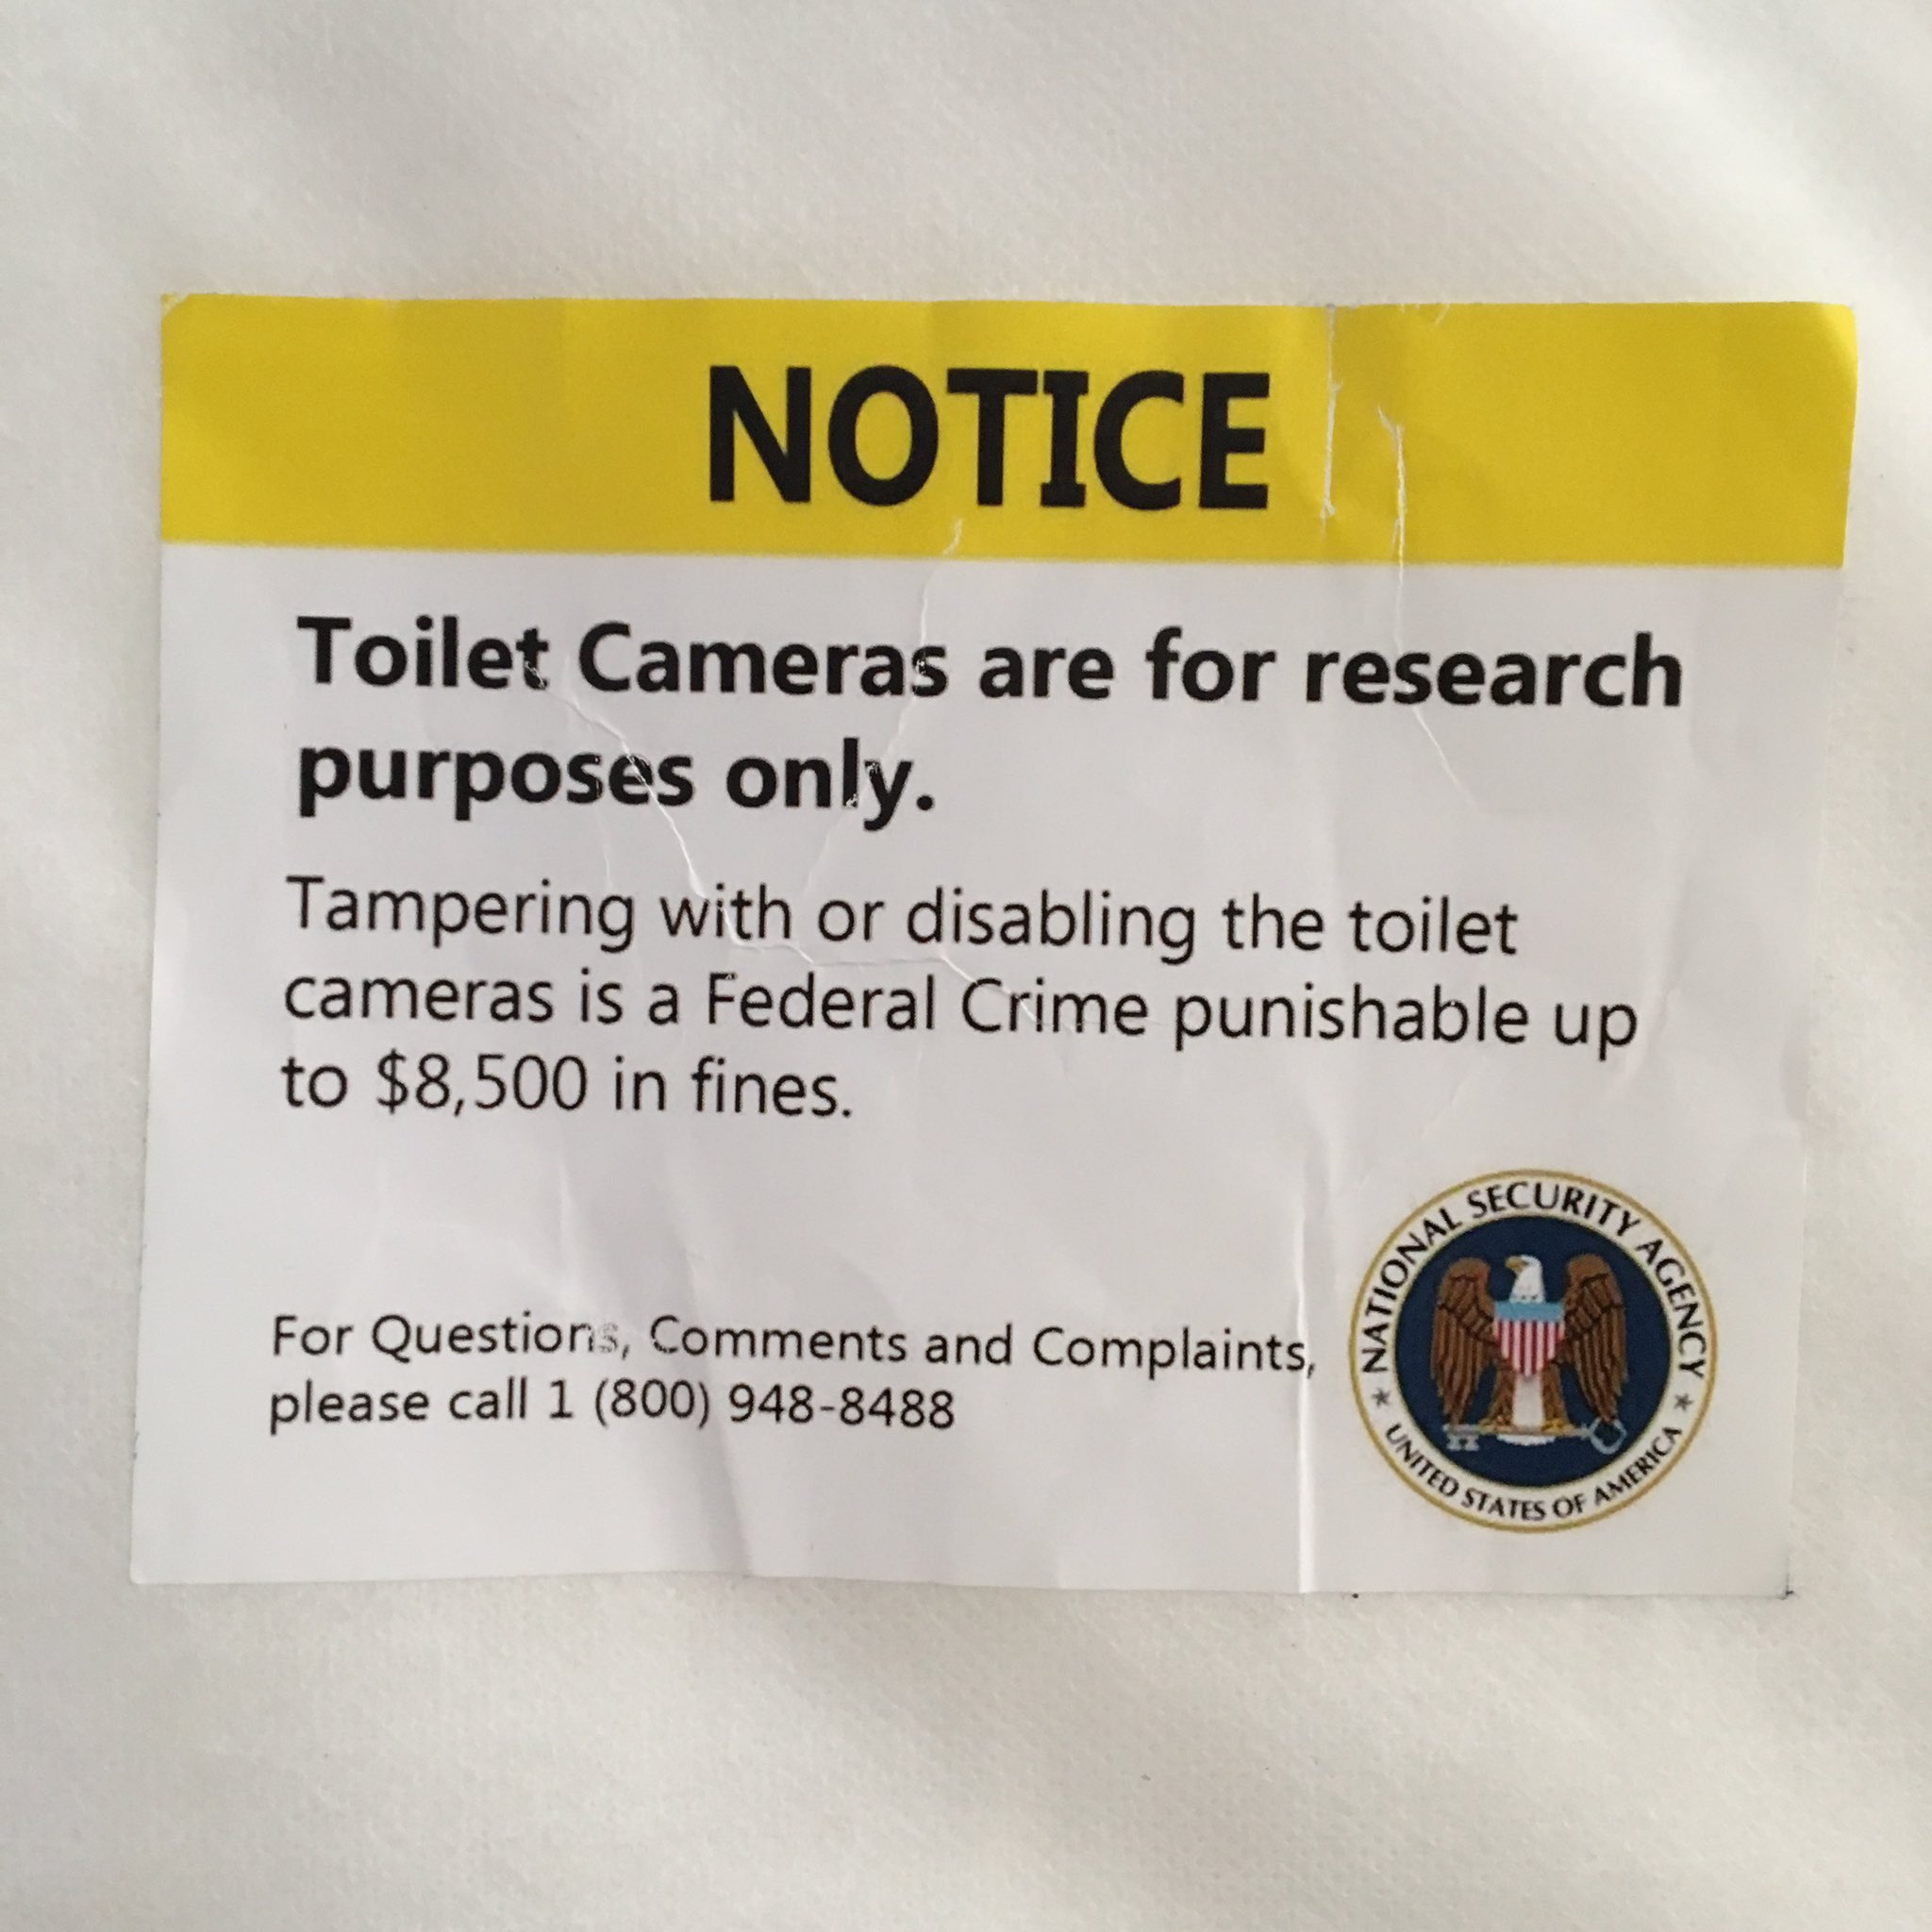 NOTICE
Toilet Cameras are for research
purposes only.
Tampering with or disabling the toilet
cameras is a Federal Crime punishable up
to $8,500 in fines.
For Questions, Comments and Complaints,
please call 1 (800) 948-8488
NATIONAL SECURITY AGENCY
UNITED STATES OF AMERICA